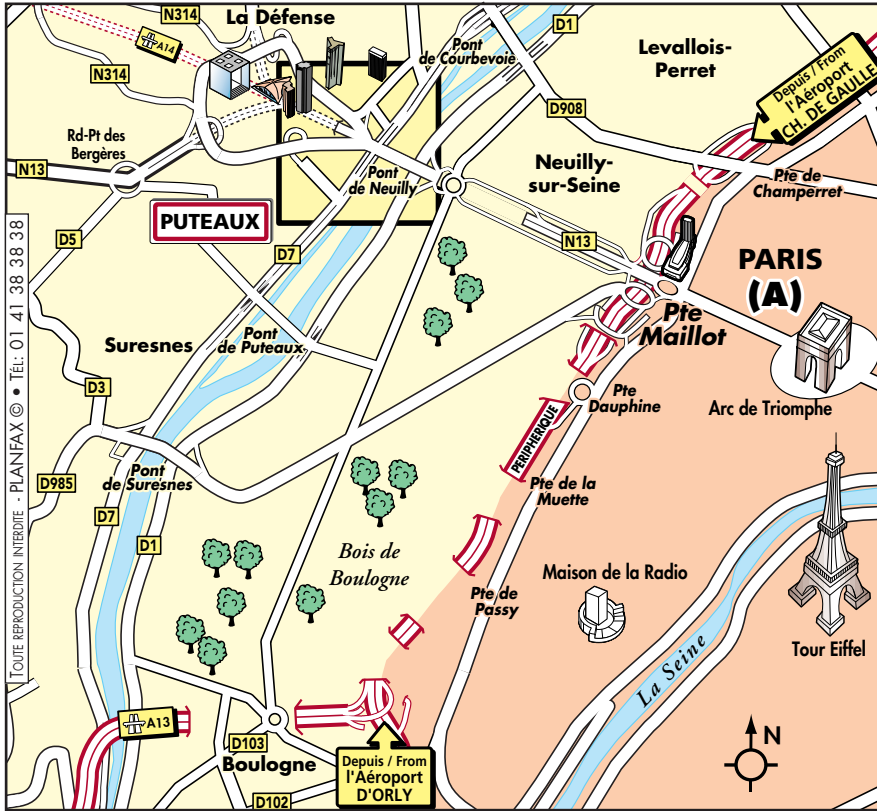 N314
La Défense
D1
A14
Pont
de Courbevoie
Levallois-
Perret
Depuis / From
l'Aéroport
CH. DE GAULLE
N314
D908
Rd-Pt des
Bergères
N13
Pont
de Neuilly
Neuilly-
sur-Seine
Pte de
Champerret
PUTEAUX
D5
D7
N13
PARIS
(A)
Pte
Maillot
Suresnes
Pont
de Puteaux
D3
Pte
Dauphine
Arc de Triomphe
PERIPHERIQUE
Pont
de Suresnes
D985
Pte de la
Muette
D7
D1
Bois de
Boulogne
Maison de la Radio
Pte de
Passy
Tour Eiffel
La Seine
A13
D103
Boulogne
Depuis / From
l'Aéroport
D'ORLY
D102
N
TOUTE REPRODUCTION INTERDITE - PLANFAX © • TÉL: 01 41 38 38 38